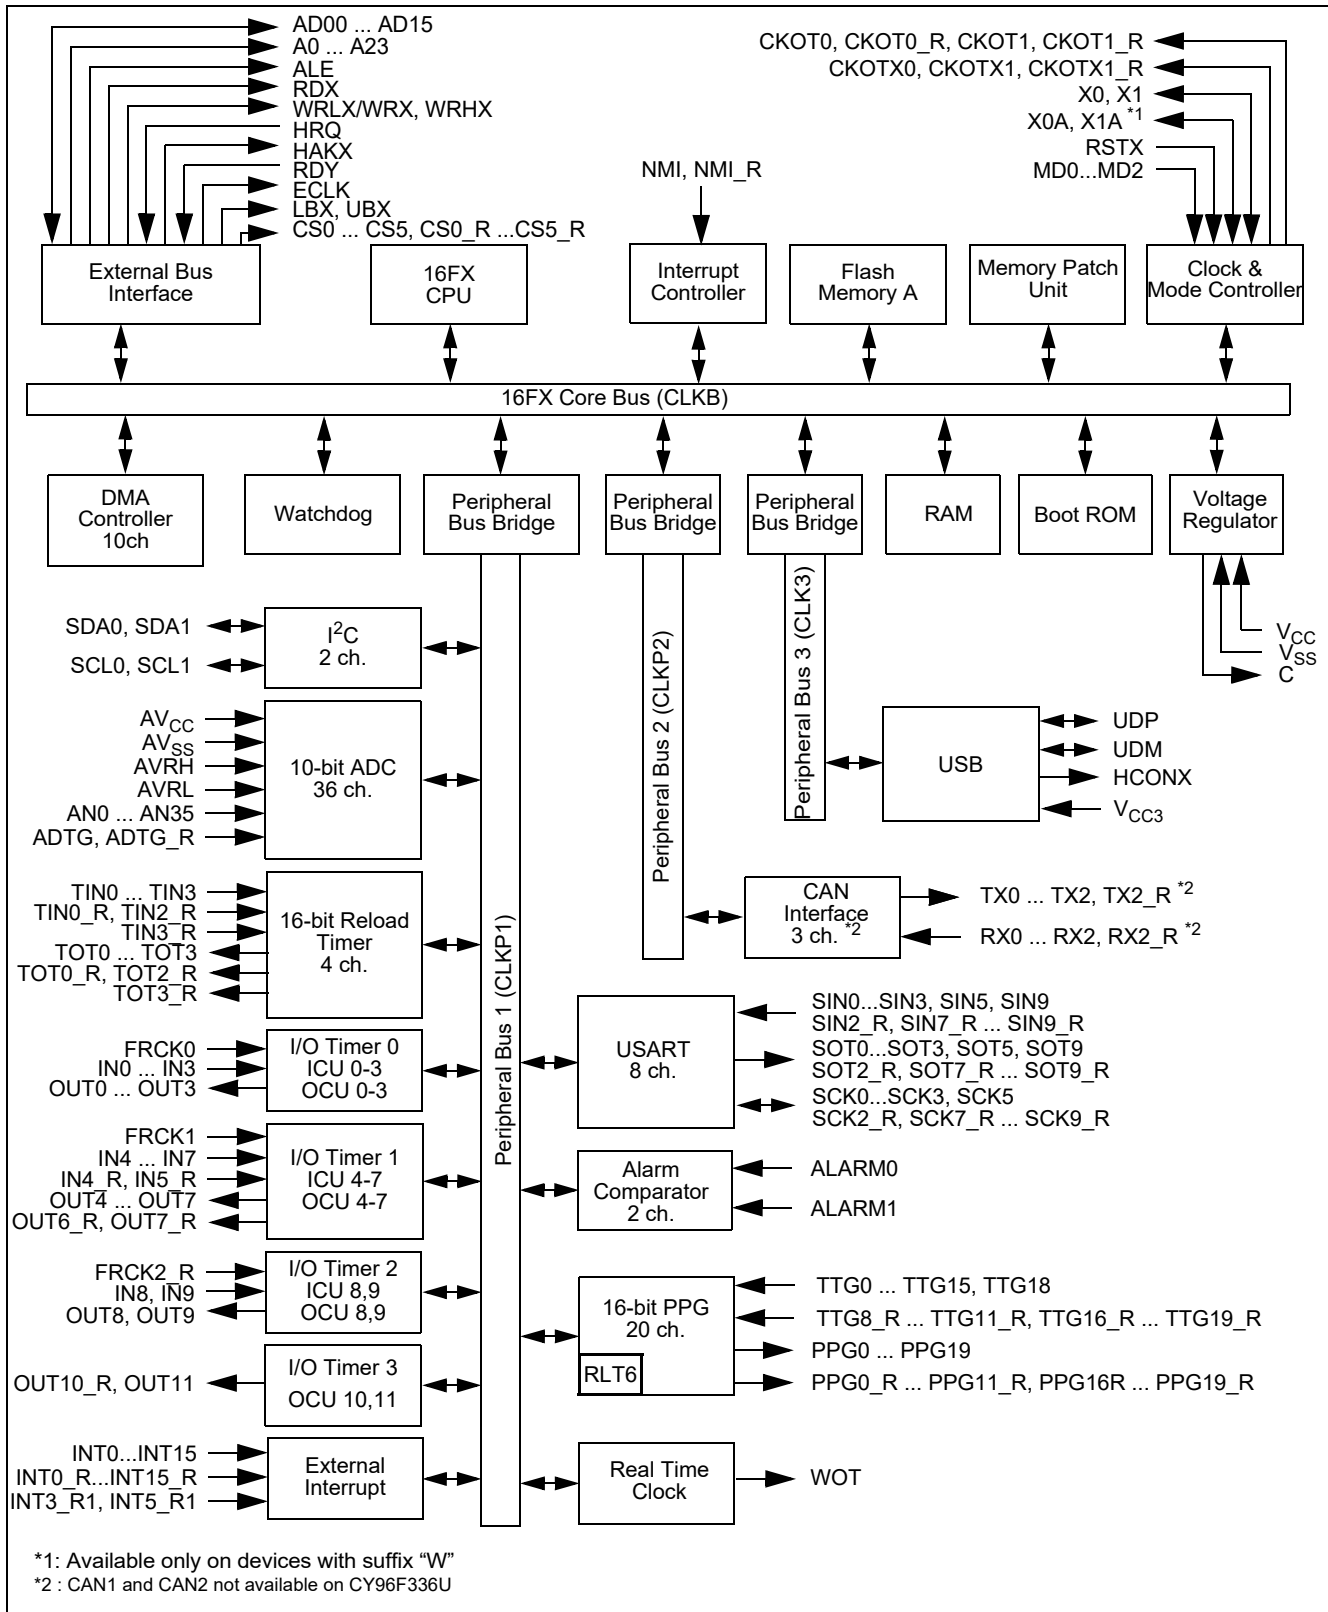 AD00 ... AD15
A0 ... A23
ALE
RDX
WRLX/WRX, WRHX
HRQ
HAKX
RDY
ECLK
LBX, UBX
CS0 ... CS5, CS0_R ...CS5_R
NMI, NMI_R
CKOT0, CKOT0_R, CKOT1, CKOT1_R
CKOTX0, CKOTX1, CKOTX1_R
X0, X1
X0A, X1A *1
RSTX
MD0...MD2
External Bus
Interface
16FX
CPU
Interrupt
Controller
Flash
Memory A
Memory Patch
Unit
Clock &
Mode Controller
16FX Core Bus (CLKB)
DMA
Controller
10ch
Watchdog
Peripheral
Bus Bridge
Peripheral
Bus Bridge
Peripheral
Bus Bridge
RAM
Boot ROM
Voltage
Regulator
VCC
VSS
C
Peripheral Bus 1 (CLKP1)
Peripheral Bus 2 (CLKP2)
Peripheral Bus 3 (CLK3)
SDA0, SDA1
SCL0, SCL1
I2C
2 ch.
AVCC
AVSS
AVRH
AVRL
AN0 ... AN35
ADTG, ADTG_R
10-bit ADC
36 ch.
TIN0 ... TIN3
TIN0_R, TIN2_R
TIN3_R
TOT0 ... TOT3
TOT0_R, TOT2_R
TOT3_R
16-bit Reload
Timer
4 ch.
FRCK0
IN0 ... IN3
OUT0 ... OUT3
I/O Timer 0
ICU 0-3
OCU 0-3
FRCK1
IN4 ... IN7
IN4_R, IN5_R
OUT4 ... OUT7
OUT6_R, OUT7_R
I/O Timer 1
ICU 4-7
OCU 4-7
FRCK2_R
IN8, IN9
OUT8, OUT9
I/O Timer 2
ICU 8,9
OCU 8,9
OUT10_R, OUT11
I/O Timer 3
OCU 10,11
INT0...INT15
INT0_R...INT15_R
INT3_R1, INT5_R1
External
Interrupt
USB
UDP
UDM
HCONX
VCC3
CAN
Interface
3 ch. *2
TX0 ... TX2, TX2_R *2
RX0 ... RX2, RX2_R *2
USART
8 ch.
SIN0...SIN3, SIN5, SIN9
SIN2_R, SIN7_R ... SIN9_R
SOT0...SOT3, SOT5, SOT9
SOT2_R, SOT7_R ... SOT9_R
SCK0...SCK3, SCK5
SCK2_R, SCK7_R ... SCK9_R
Alarm
Comparator
2 ch.
ALARM0
ALARM1
16-bit PPG
20 ch.
RLT6
TTG0 ... TTG15, TTG18
TTG8_R ... TTG11_R, TTG16_R ... TTG19_R
PPG0 ... PPG19
PPG0_R ... PPG11_R, PPG16R ... PPG19_R
Real Time
Clock
WOT
*1: Available only on devices with suffix “W”
*2 : CAN1 and CAN2 not available on CY96F336U